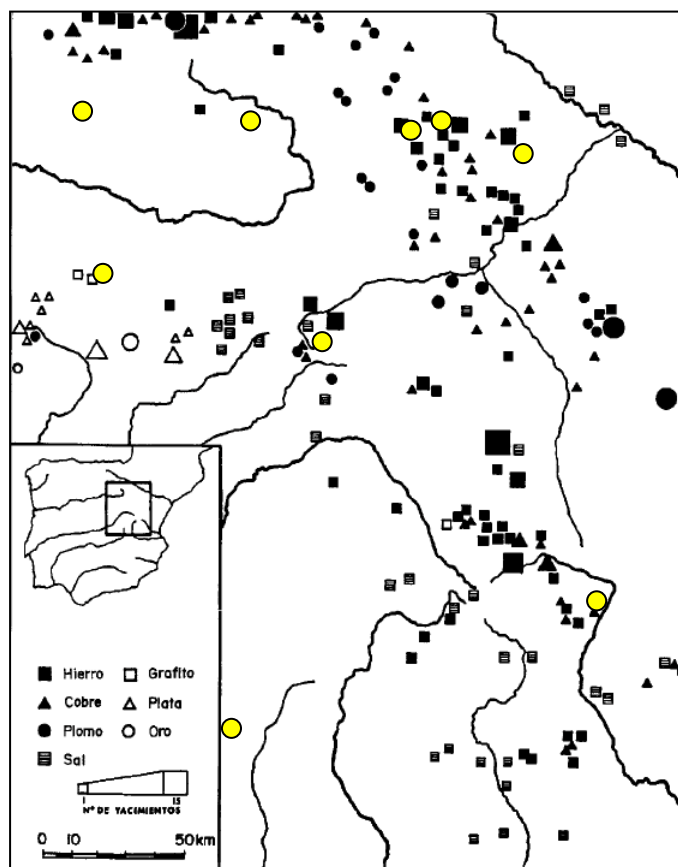 Hierro
Grafito
Cobre
Plata
Plomo
Oro
Sal
1 15
Nº DE YACIMIENTOS
0 10 50km